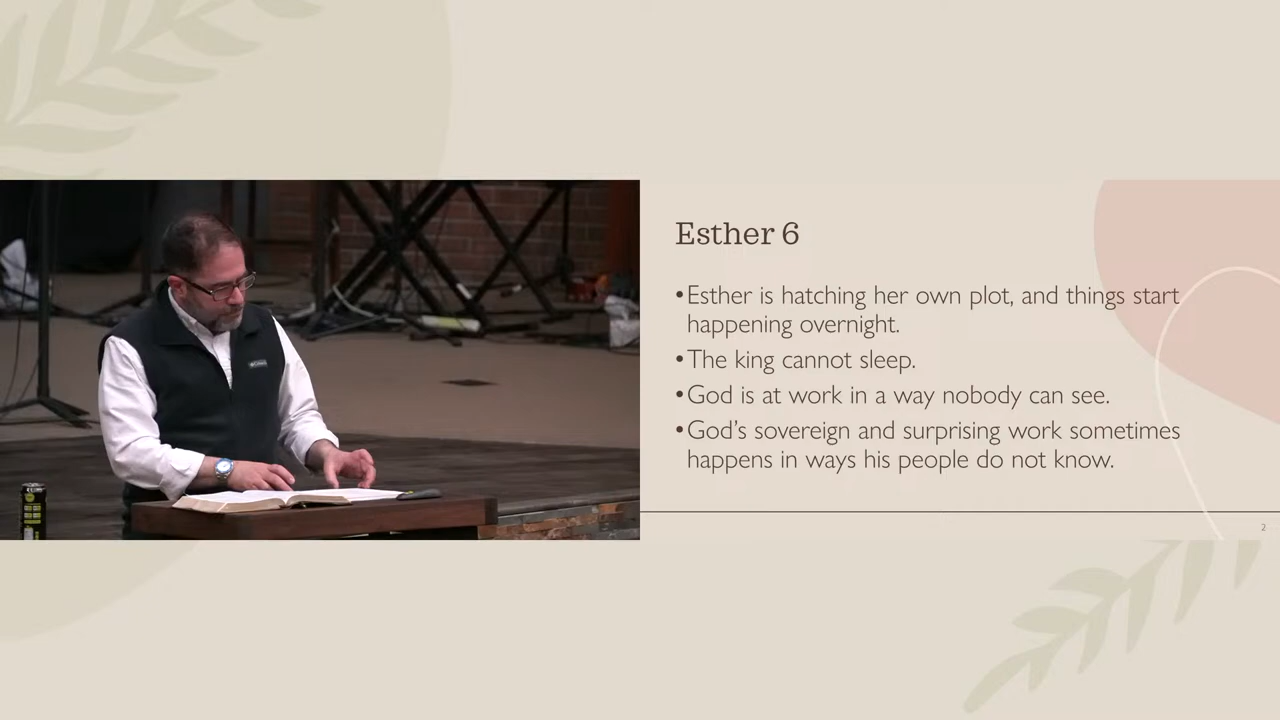 Esther 6
•Esther is hatching her own plot, and things start
happening overnight.
•The king cannot sleep.
•God is at work in a way nobody can see.
•God’s sovereign and surprising work sometimes
happens in ways his people do not know.
2